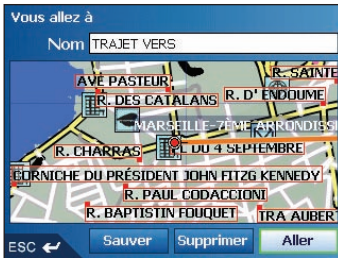 Vous allez à
Nom TRAJET VERS
R. SAINTE
AVE PASTEUR
R. DES CATALANS
R. D' ENDOUME
MARSEILLE-7ÈME ARRONDISS
R. CHARRAS
DU 4 SEPTEMBRE
CORNICHE DU PRÉSIDENT JOHN FITZG KENNEDY
R. PAUL CODACCIONI
R. BAPTISTIN FOUQUET
TRA AUBER
ESC
Sauver
Supprimer
Aller